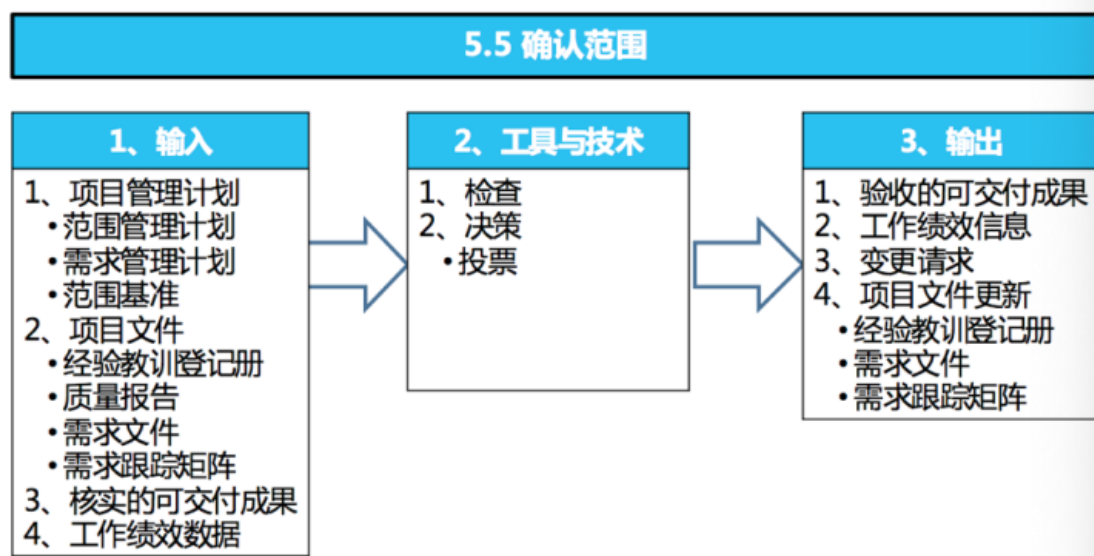 5.5 确认范围
1、输入
1、项目管理计划
•范围管理计划
•需求管理计划
•范围基准
2、项目文件
•经验教训登记册
•质量报告
•需求文件
•需求跟踪矩阵
3、核实的可交付成果
4、工作绩效数据
2、工具与技术
1、检查
2、决策
•投票
3、输出
1、验收的可交付成果
2、工作绩效信息
3、变更请求
4、项目文件更新
•经验教训登记册
•需求文件
•需求跟踪矩阵